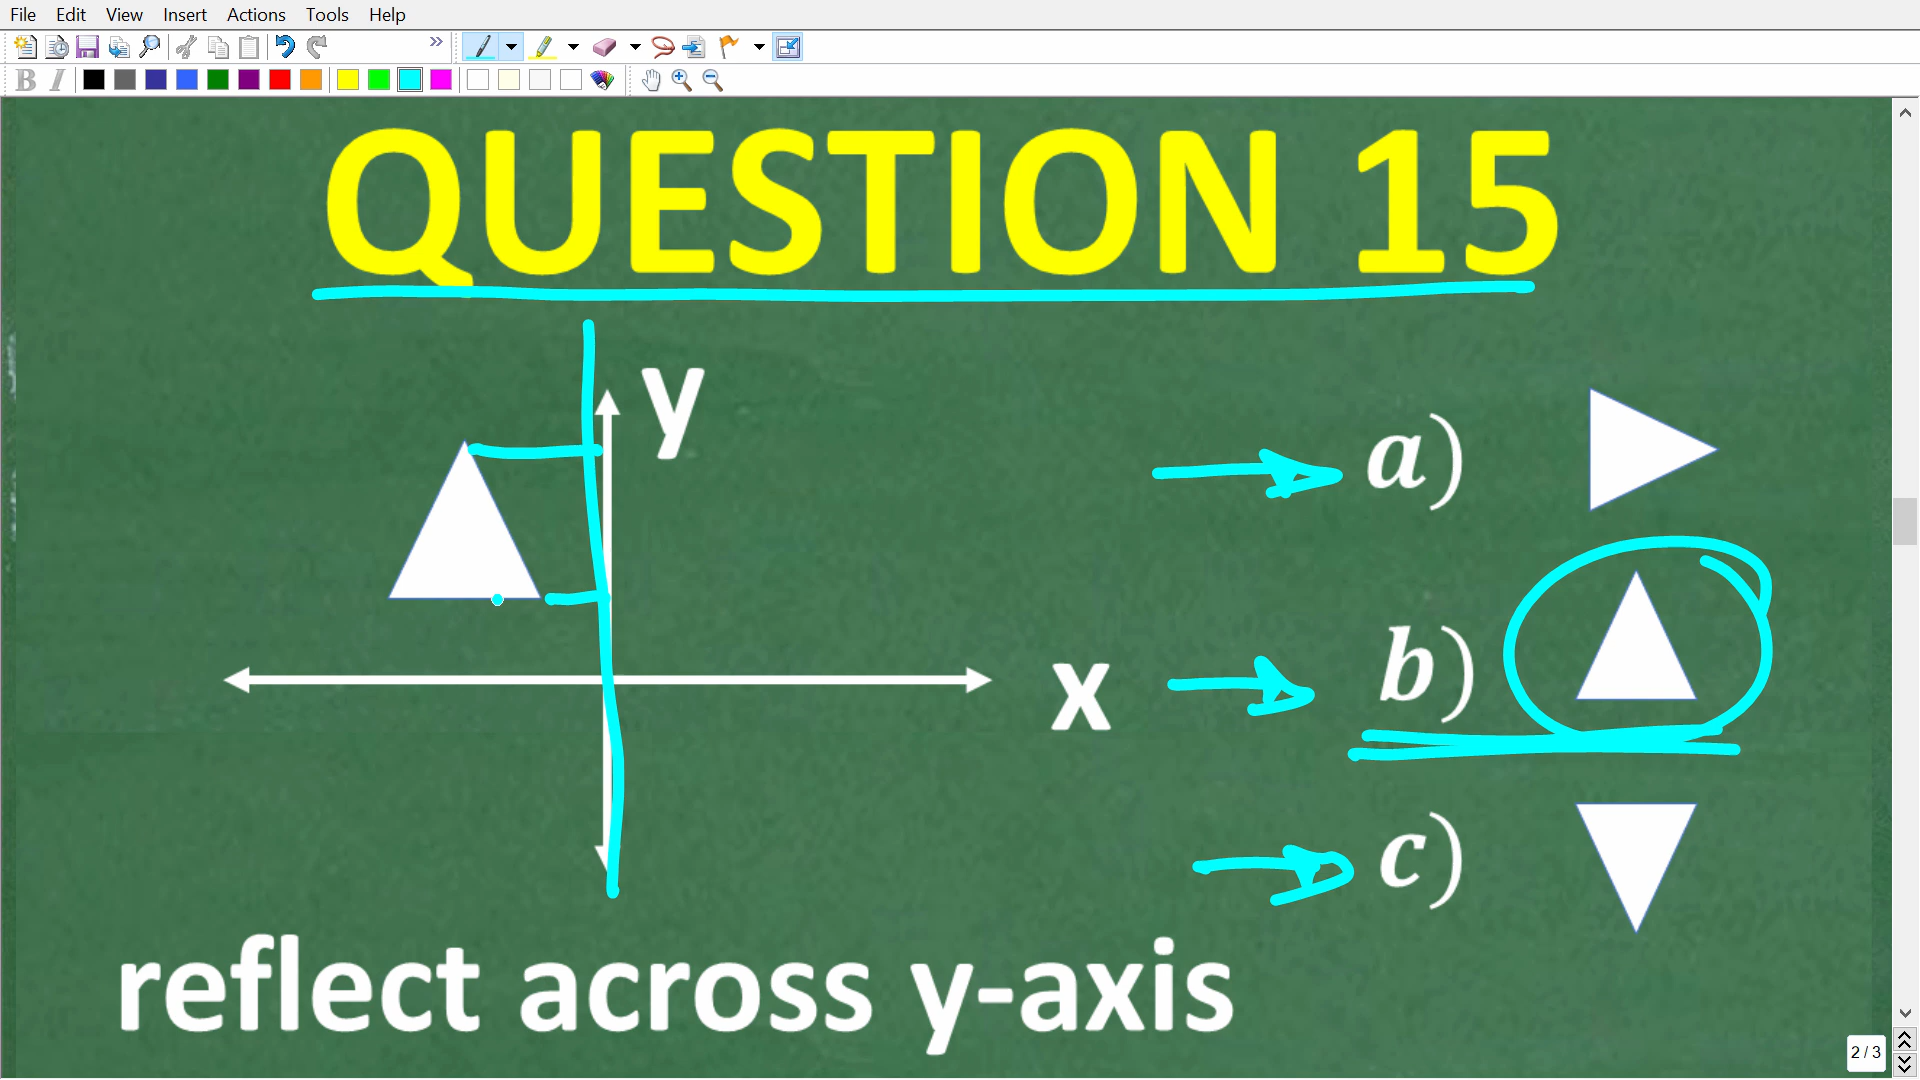 File Edit View Insert Actions Tools Help
B I
QUESTION 15
y
a)
x
b)
c)
reflect across y-axis
2 / 3